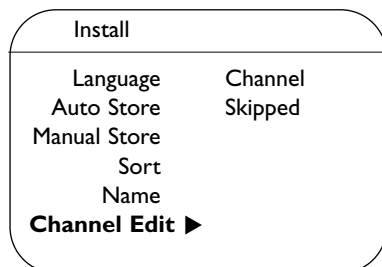 Install
Language Channel
Auto Store Skipped
Manual Store
Sort
Name
Channel Edit ▶